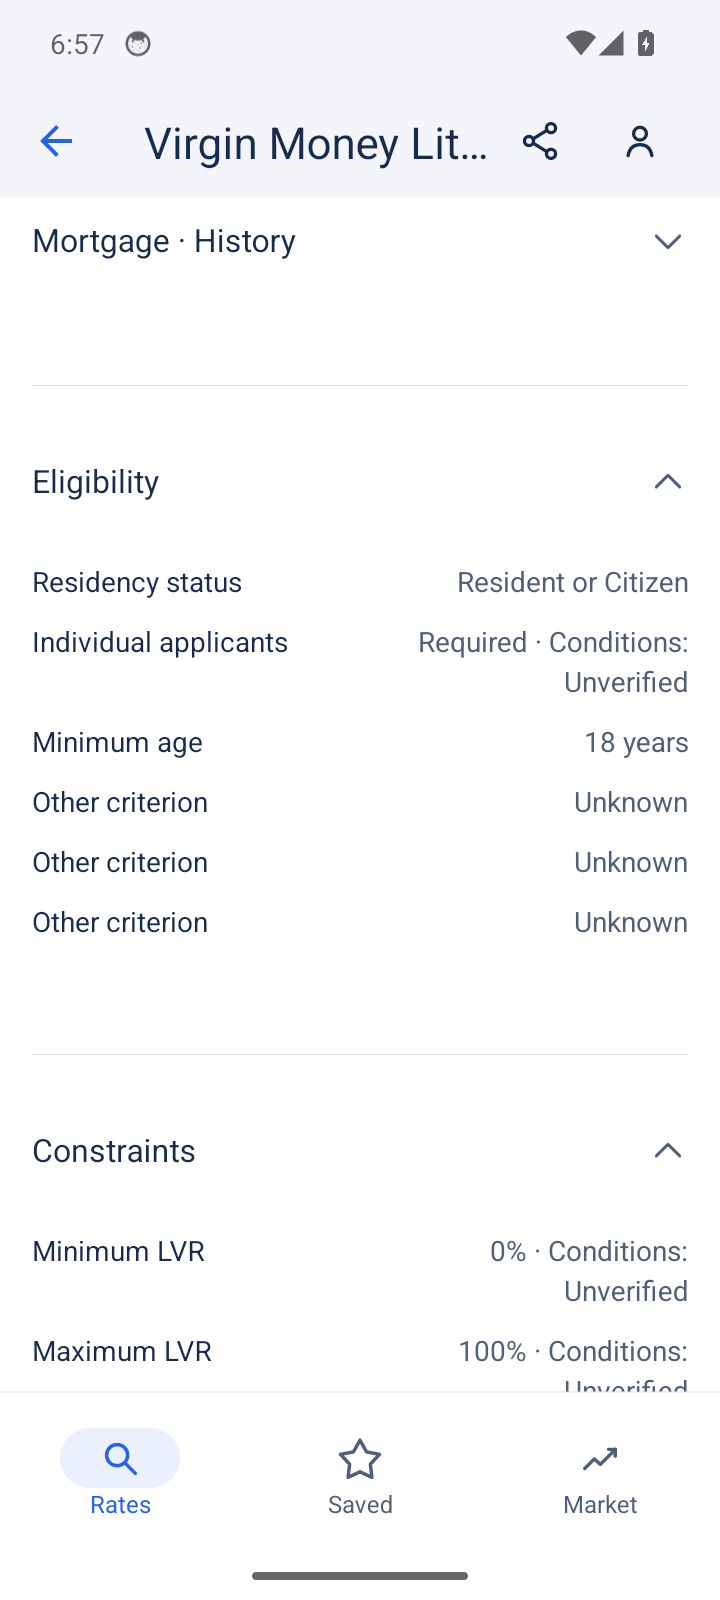 6:57
Virgin Money Lit...
Mortgage · History
Eligibility
Residency status Resident or Citizen
Individual applicants Required · Conditions:
Unverified
Minimum age 18 years
Other criterion Unknown
Other criterion Unknown
Other criterion Unknown
Constraints
Minimum LVR 0% · Conditions:
Unverified
Maximum LVR 100% · Conditions:
Unverified
Rates Saved Market